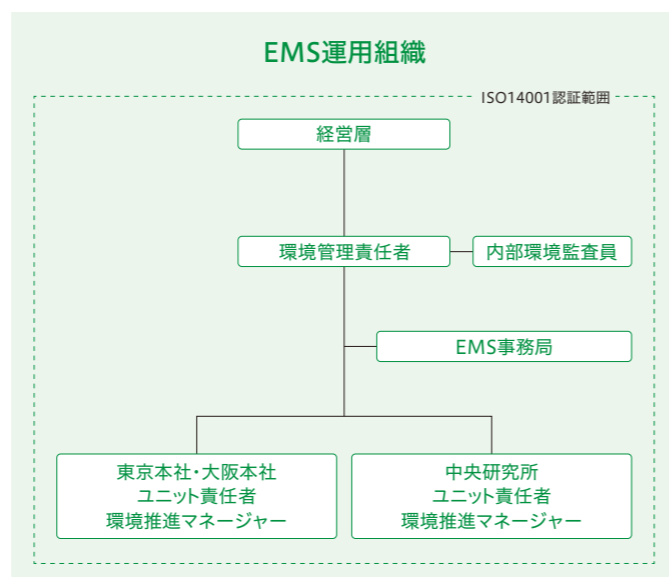 EMS運用組織
ISO14001認証範囲
経営層
環境管理責任者
内部環境監査員
EMS事務局
東京本社・大阪本社
ユニット責任者
環境推進マネージャー
中央研究所
ユニット責任者
環境推進マネージャー